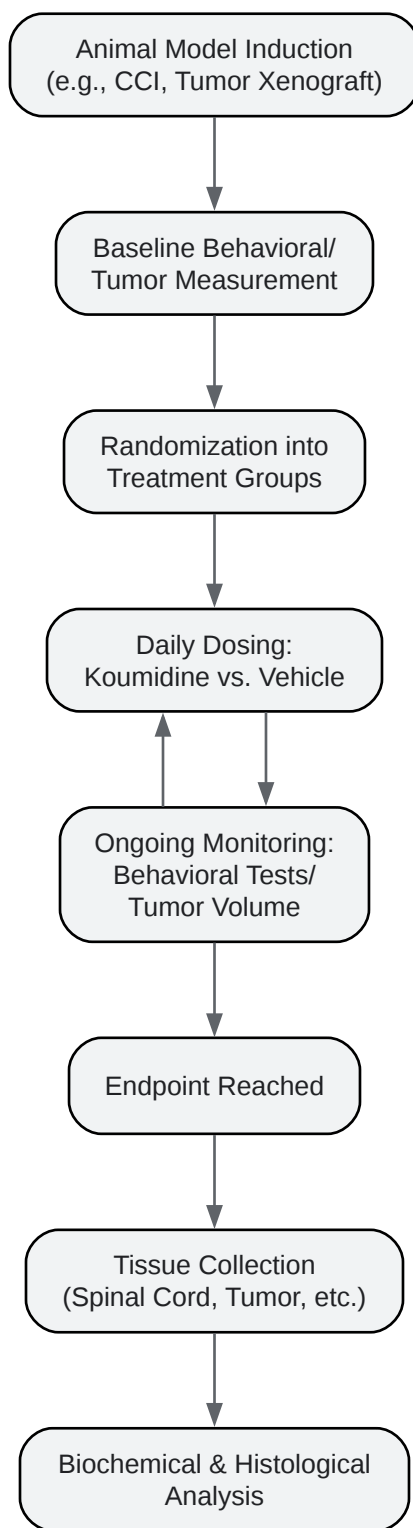 Animal Model Induction
(e.g., CCI, Tumor Xenograft)
Baseline Behavioral/
Tumor Measurement
Randomization into
Treatment Groups
Daily Dosing:
Koumidine vs. Vehicle
Ongoing Monitoring:
Behavioral Tests/
Tumor Volume
Endpoint Reached
Tissue Collection
(Spinal Cord, Tumor, etc.)
Biochemical & Histological
Analysis